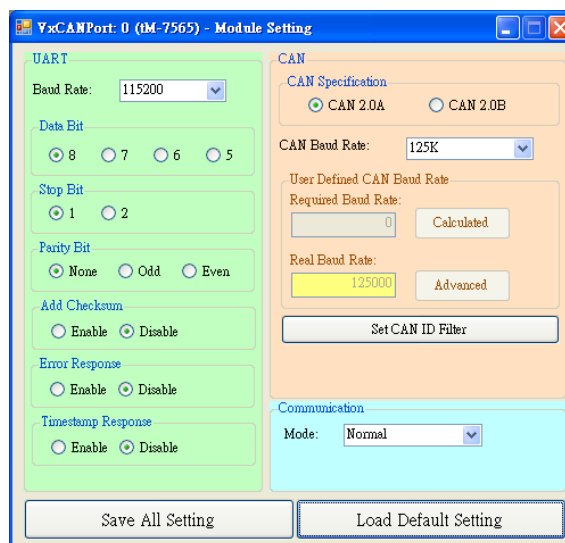 VxCANPort: 0 (tM-7565) - Module Setting
UART
Baud Rate: 115200
Data Bit
8 7 6 5
Stop Bit
1 2
Parity Bit
None Odd Even
Add Checksum
Enable Disable
Error Response
Enable Disable
Timestamp Response
Enable Disable
CAN
CAN Specification
CAN 2.0A CAN 2.0B
CAN Baud Rate: 125K
User Defined CAN Baud Rate
Required Baud Rate:
0 Calculated
Real Baud Rate:
125000 Advanced
Set CAN ID Filter
Communication
Mode: Normal
Save All Setting Load Default Setting